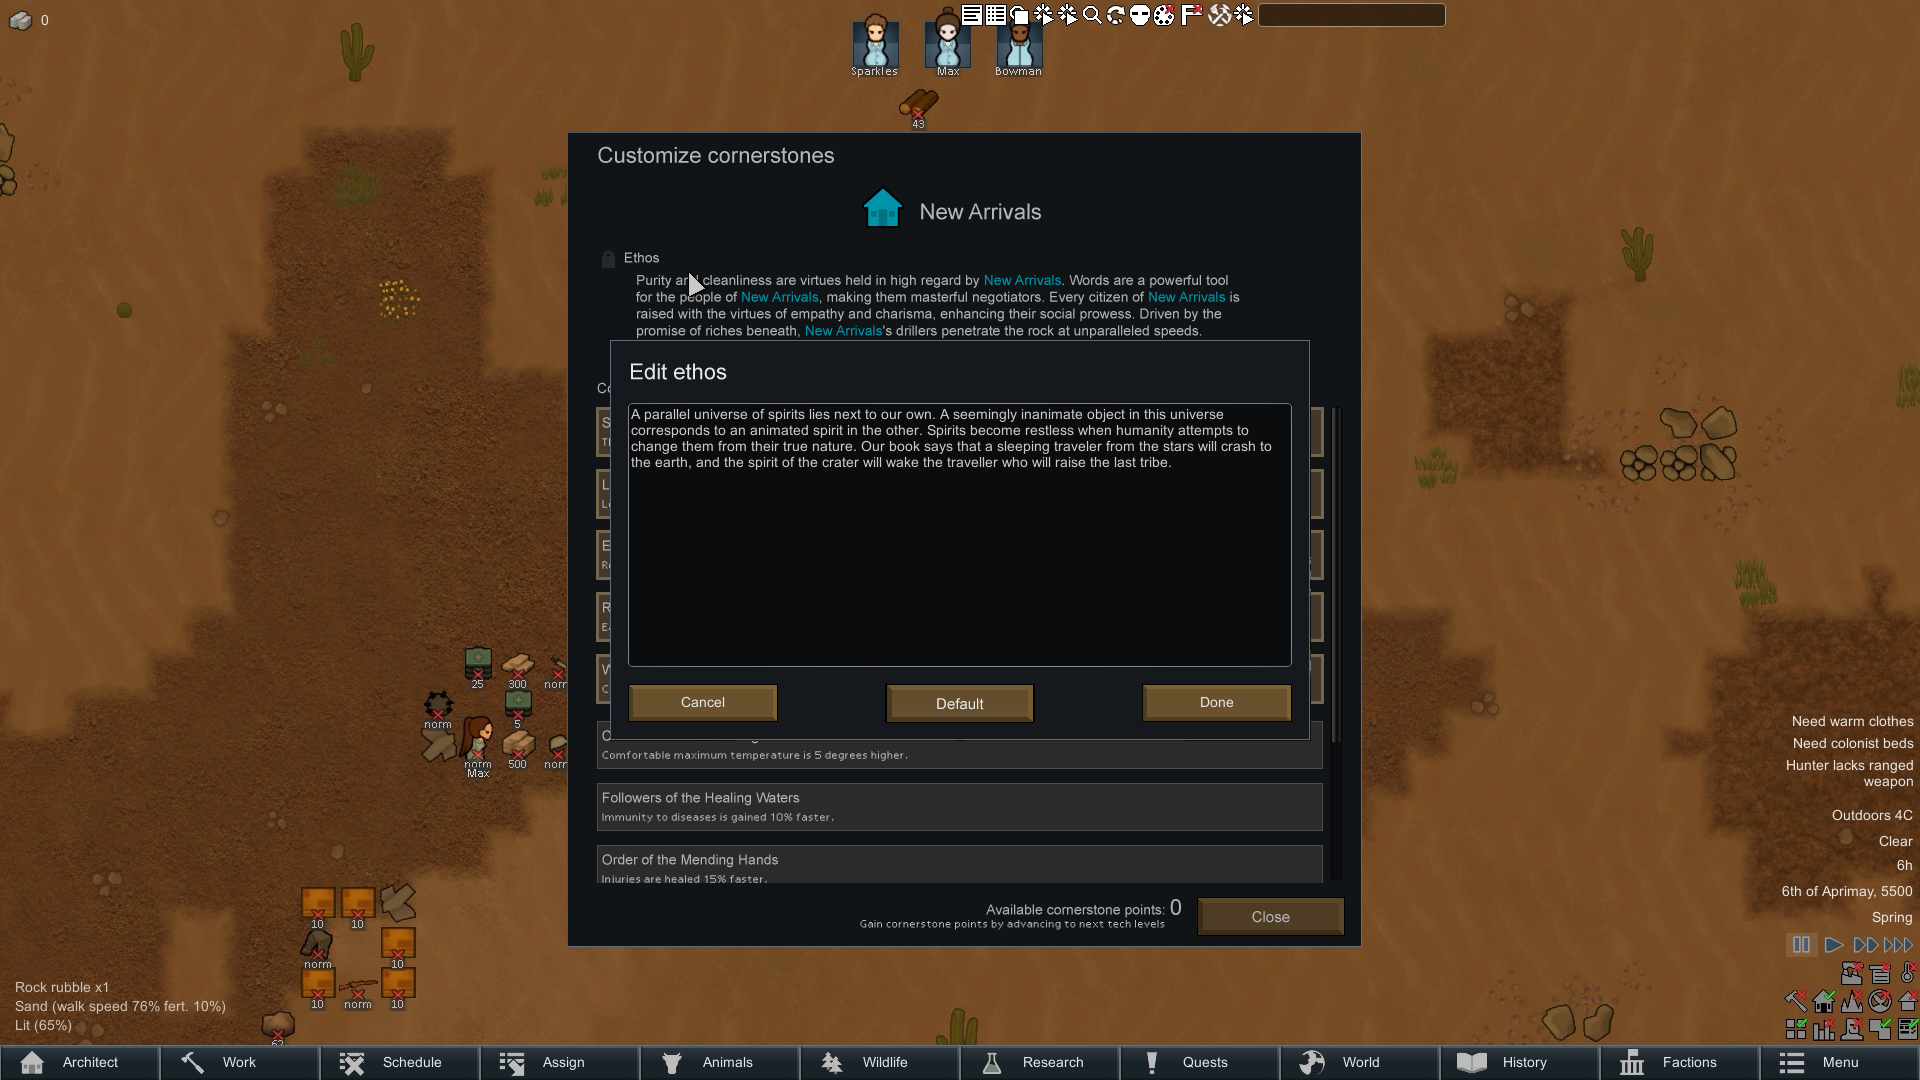 0
Sparkles
Max
Bowman
43
Customize cornerstones
New Arrivals
Ethos
Purity and cleanliness are virtues held in high regard by New Arrivals. Words are a powerful tool
for the people of New Arrivals, making them masterful negotiators. Every citizen of New Arrivals is
raised with the virtues of empathy and charisma, enhancing their social prowess. Driven by the
promise of riches beneath, New Arrivals's drillers penetrate the rock at unparalleled speeds.
Edit ethos
A parallel universe of spirits lies next to our own. A seemingly inanimate object in this universe
corresponds to an animated spirit in the other. Spirits become restless when humanity attempts to
change them from their true nature. Our book says that a sleeping traveler from the stars will crash to
the earth, and the spirit of the crater will wake the traveller who will raise the last tribe.
Cancel
Default
Done
Comfortable maximum temperature is 5 degrees higher.
Followers of the Healing Waters
Immunity to diseases is gained 10% faster.
Order of the Mending Hands
Injuries are healed 15% faster.
Available cornerstone points: 0
Gain cornerstone points by advancing to next tech levels
Close
25
300
norm
5
norm
Max
500
10
10
norm
10
10
norm
10
Need warm clothes
Need colonist beds
Hunter lacks ranged
weapon
Outdoors 4C
Clear
6h
6th of Aprimay, 5500
Spring
Rock rubble x1
Sand (walk speed 76% fert. 10%)
Lit (65%)
Architect
Work
Schedule
Assign
Animals
Wildlife
Research
Quests
World
History
Factions
Menu